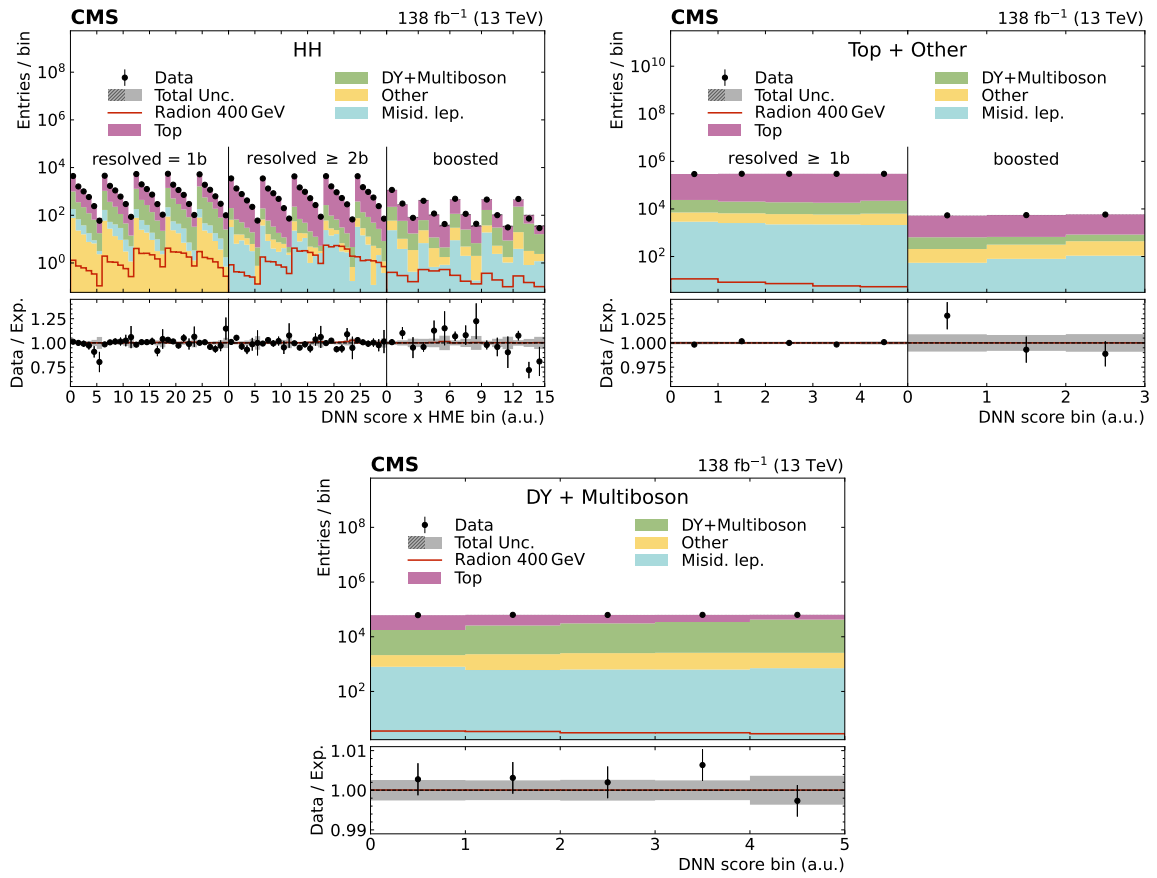 CMS 138 fb⁻¹ (13 TeV)
HH
Entries / bin
10⁸
10⁶
10⁴
10²
10⁰
Data
Total Unc.
Radion 400 GeV
Top
DY+Multiboson
Other
Misid. lep.
resolved = 1b resolved ≥ 2b boosted
Data / Exp.
1.25
1.00
0.75
0 5 10 15 20 25 0 5 10 15 20 25 0 3 6 9 12 15
DNN score x HME bin (a.u.)
CMS 138 fb⁻¹ (13 TeV)
Top + Other
Entries / bin
10¹⁰
10⁸
10⁶
10⁴
10²
Data
Total Unc.
Radion 400 GeV
Top
DY+Multiboson
Other
Misid. lep.
resolved ≥ 1b boosted
Data / Exp.
1.025
1.000
0.975
0 1 2 3 4 0 1 2 3
DNN score bin (a.u.)
CMS 138 fb⁻¹ (13 TeV)
DY + Multiboson
Entries / bin
10⁸
10⁶
10⁴
10²
Data
Total Unc.
Radion 400 GeV
Top
DY+Multiboson
Other
Misid. lep.
Data / Exp.
1.01
1.00
0.99
0 1 2 3 4 5
DNN score bin (a.u.)